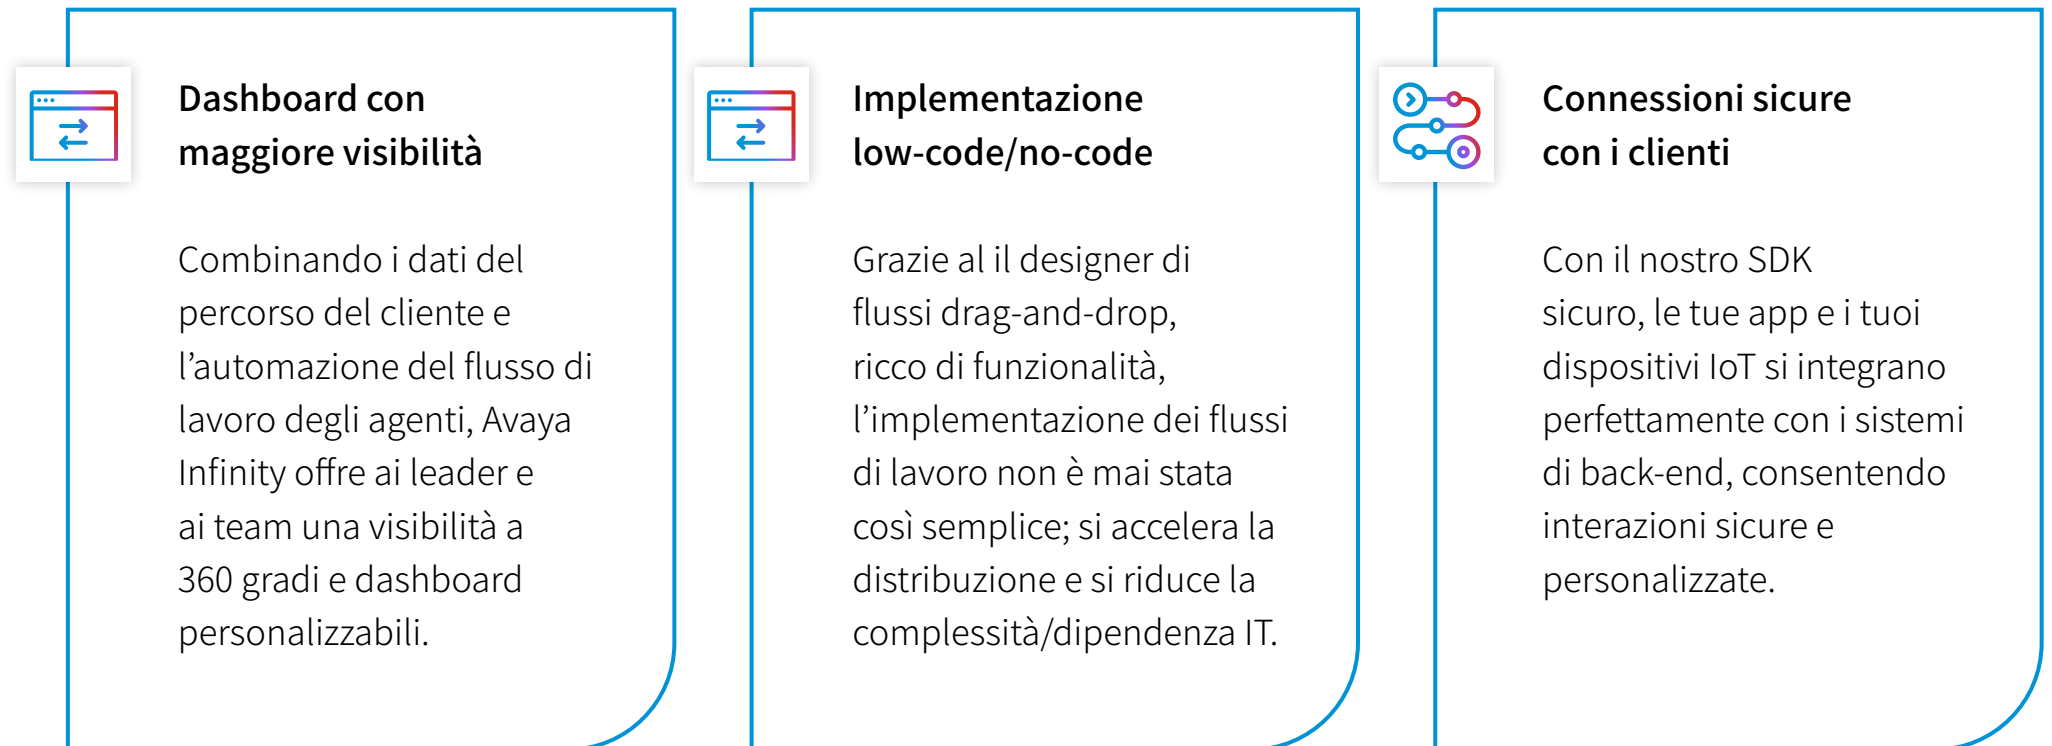 Dashboard con
maggiore visibilità
Combinando i dati del
percorso del cliente e
l’automazione del flusso di
lavoro degli agenti, Avaya
Infinity offre ai leader e
ai team una visibilità a
360 gradi e dashboard
personalizzabili.
Implementazione
low-code/no-code
Grazie al il designer di
flussi drag-and-drop,
ricco di funzionalità,
l’implementazione dei flussi
di lavoro non è mai stata
così semplice; si accelera la
distribuzione e si riduce la
complessità/dipendenza IT.
Connessioni sicure
con i clienti
Con il nostro SDK
sicuro, le tue app e i tuoi
dispositivi IoT si integrano
perfettamente con i sistemi
di back-end, consentendo
interazioni sicure e
personalizzate.